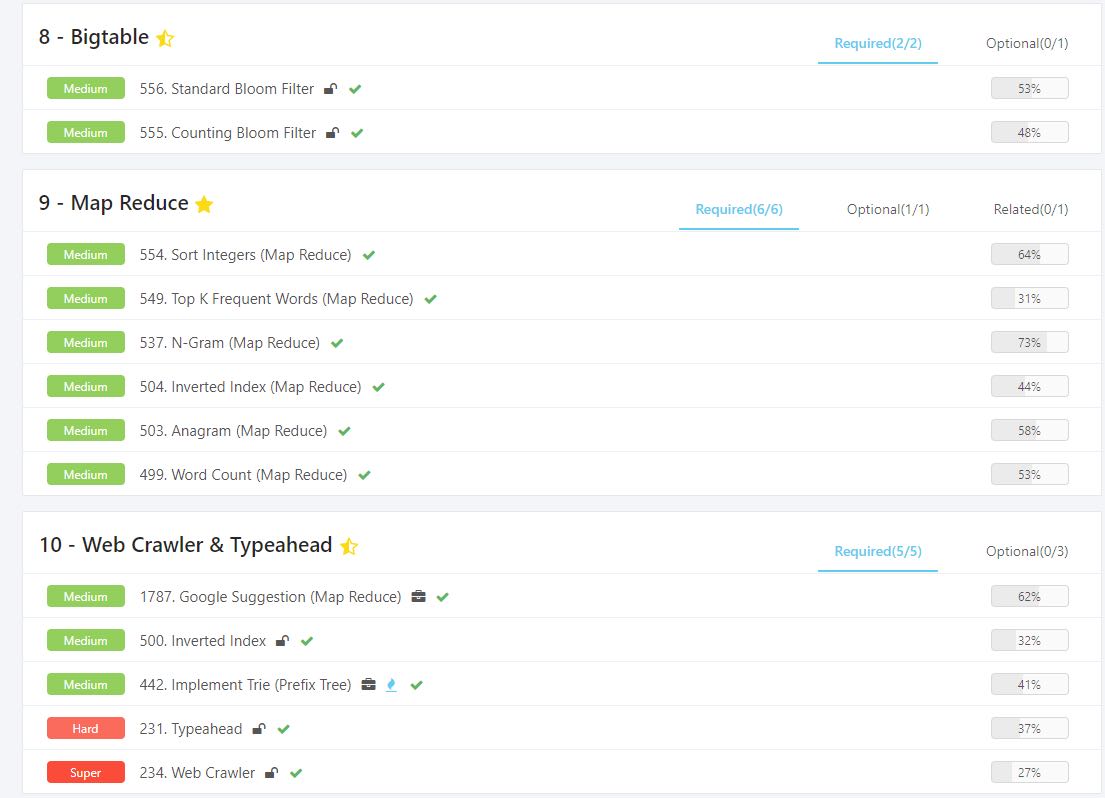 8 - Bigtable Required(2/2) Optional(0/1)
Medium 556. Standard Bloom Filter 53%
Medium 555. Counting Bloom Filter 48%
9 - Map Reduce Required(6/6) Optional(1/1) Related(0/1)
Medium 554. Sort Integers (Map Reduce) 64%
Medium 549. Top K Frequent Words (Map Reduce) 31%
Medium 537. N-Gram (Map Reduce) 73%
Medium 504. Inverted Index (Map Reduce) 44%
Medium 503. Anagram (Map Reduce) 58%
Medium 499. Word Count (Map Reduce) 53%
10 - Web Crawler & Typeahead Required(5/5) Optional(0/3)
Medium 1787. Google Suggestion (Map Reduce) 62%
Medium 500. Inverted Index 32%
Medium 442. Implement Trie (Prefix Tree) 41%
Hard 231. Typeahead 37%
Super 234. Web Crawler 27%